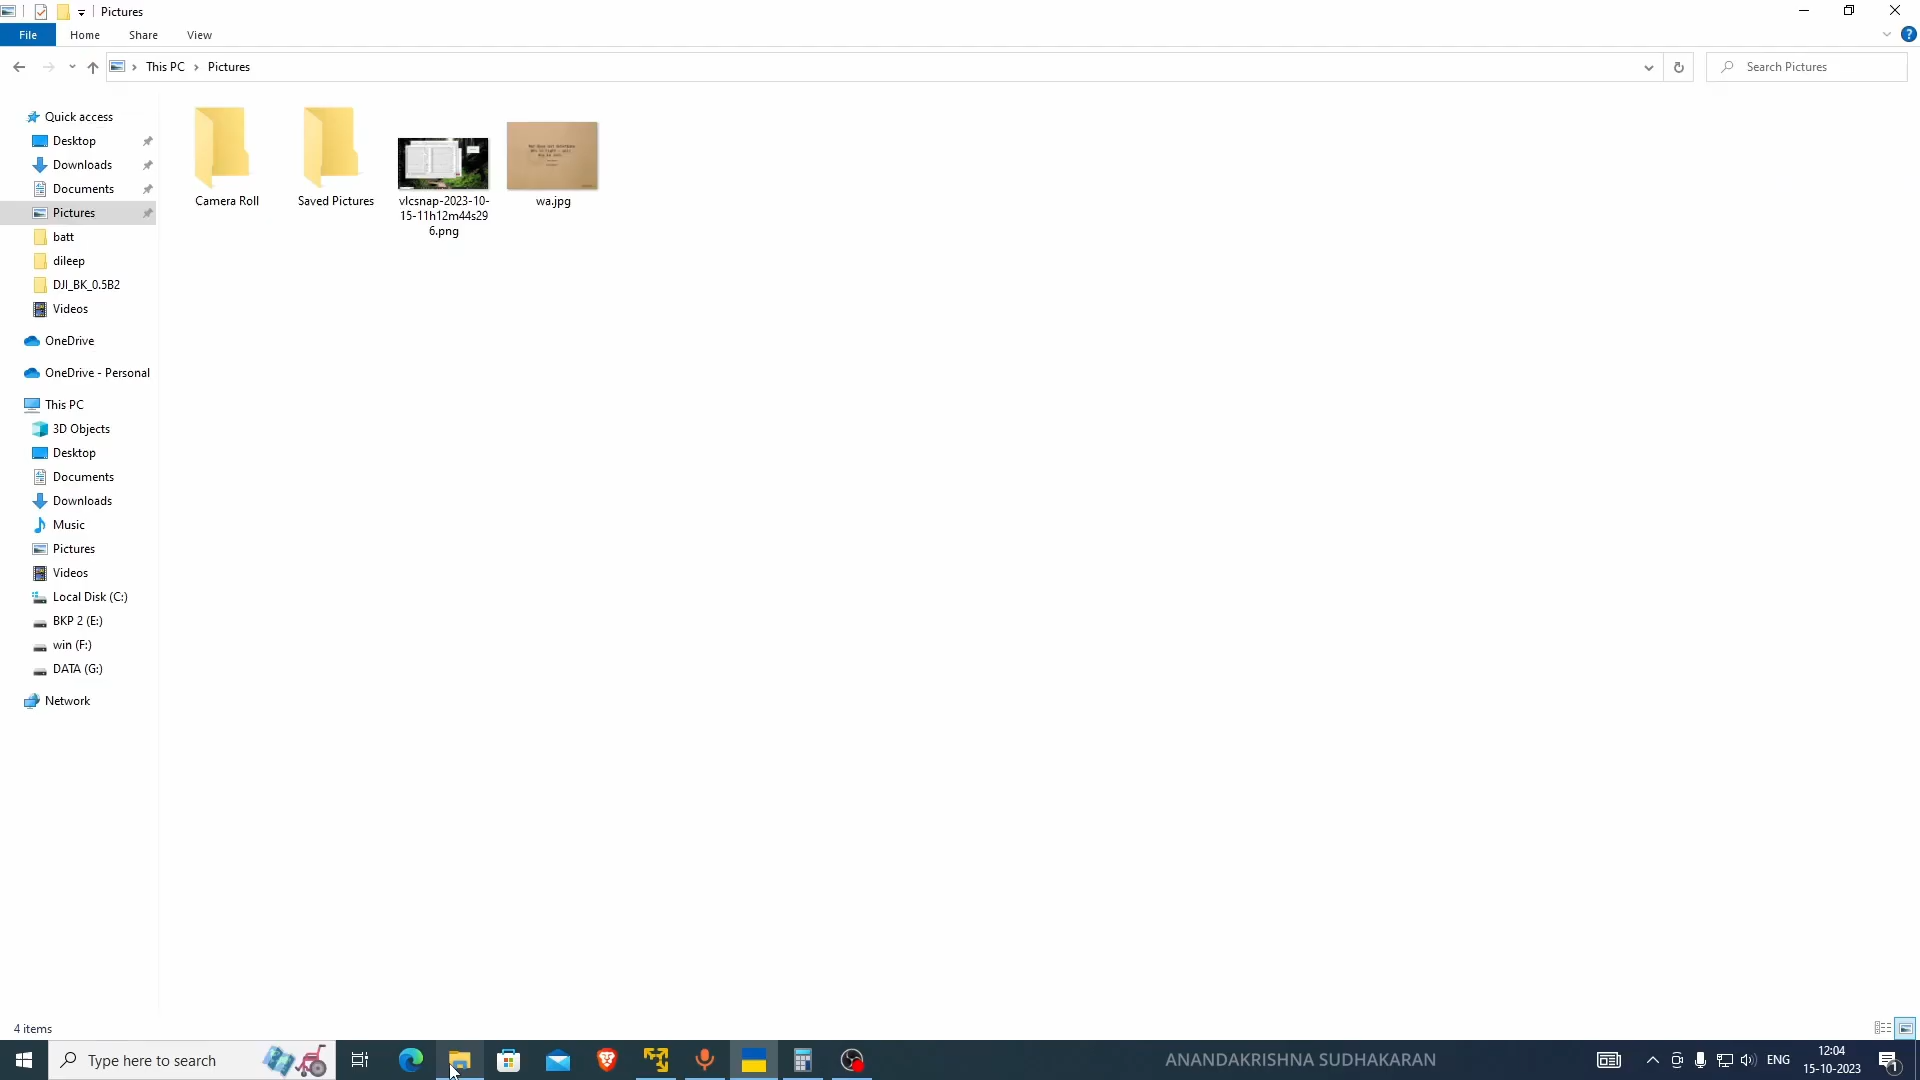 Pictures
File Home Share View
This PC Pictures Search Pictures
Quick access
Desktop
Downloads
Documents
Pictures
batt
dileep
DJI_BK_0.5B2
Videos
OneDrive
OneDrive - Personal
This PC
3D Objects
Desktop
Documents
Downloads
Music
Pictures
Videos
Local Disk (C:)
BKP 2 (E:)
win (F:)
DATA (G:)
Network
Camera Roll
Saved Pictures
vlcsnap-2023-10-
15-11h12m44s29
6.png
wa.jpg
4 items
Type here to search
ANANDAKRISHNA SUDHAKARAN
ENG
12:04
15-10-2023
1